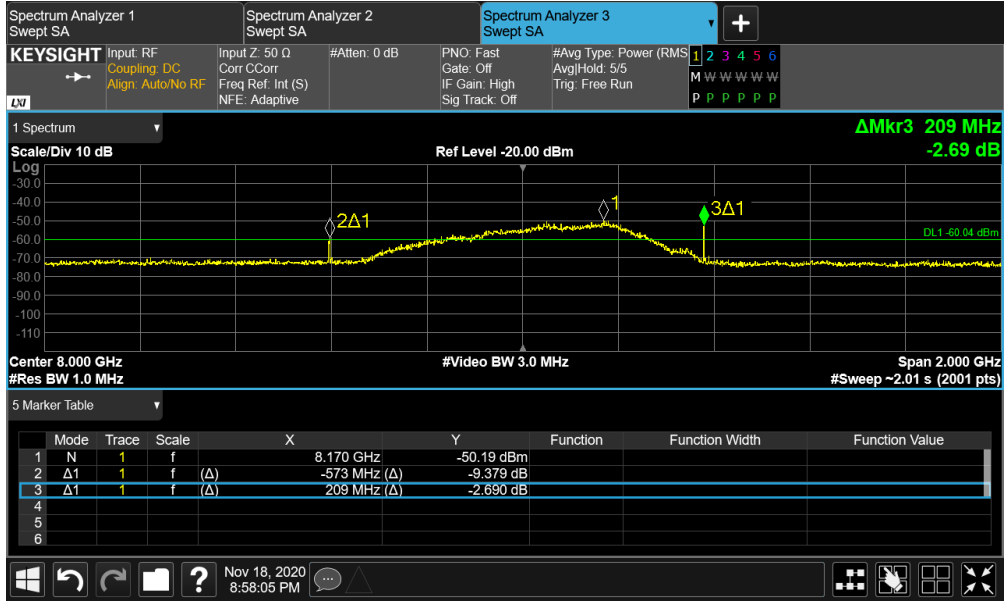 Spectrum Analyzer 1
Swept SA
Spectrum Analyzer 2
Swept SA
Spectrum Analyzer 3
Swept SA
KEYSIGHT
LXI
Input: RF
Coupling: DC
Align: Auto/No RF
Input Z: 50 Ω
Corr CCorr
Freq Ref: Int (S)
NFE: Adaptive
#Atten: 0 dB
PNO: Fast
Gate: Off
IF Gain: High
Sig Track: Off
#Avg Type: Power (RMS
Avg|Hold: 5/5
Trig: Free Run
1 2 3 4 5 6
M W W W W W
P P P P P P
1 Spectrum
ΔMkr3 209 MHz
-2.69 dB
Scale/Div 10 dB
Ref Level -20.00 dBm
Log
-30.0
-40.0
-50.0
-60.0
-70.0
-80.0
-90.0
-100
-110
2Δ1
1
3Δ1
DL1 -60.04 dBm
Center 8.000 GHz
#Video BW 3.0 MHz
Span 2.000 GHz
#Res BW 1.0 MHz
#Sweep ~2.01 s (2001 pts)
5 Marker Table
Mode Trace Scale X Y Function Function Width Function Value
1 N 1 f 8.170 GHz -50.19 dBm
2 Δ1 1 f (Δ) -573 MHz (Δ) -9.379 dB
3 Δ1 1 f (Δ) 209 MHz (Δ) -2.690 dB
4
5
6
?
Nov 18, 2020
8:58:05 PM